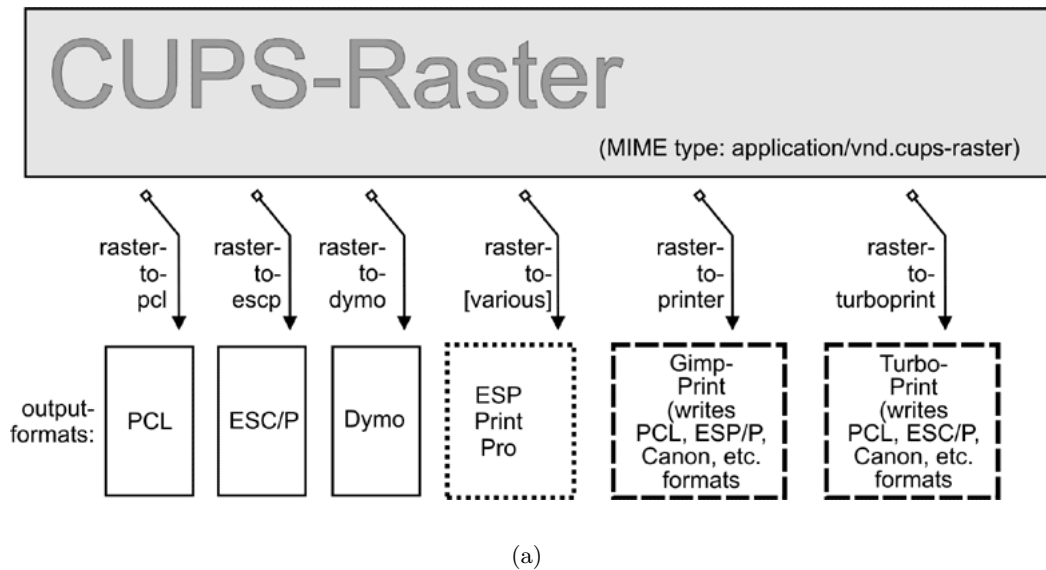 CUPS-Raster
(MIME type: application/vnd.cups-raster)
raster-
to-
pcl
raster-
to-
escp
raster-
to-
dymo
raster-
to-
[various]
raster-
to-
printer
raster-
to-
turboprint
output-
formats:
PCL
ESC/P
Dymo
ESP
Print
Pro
Gimp-
Print
(writes
PCL, ESP/P,
Canon, etc.
formats
Turbo-
Print
(writes
PCL, ESC/P,
Canon, etc.
formats
(a)